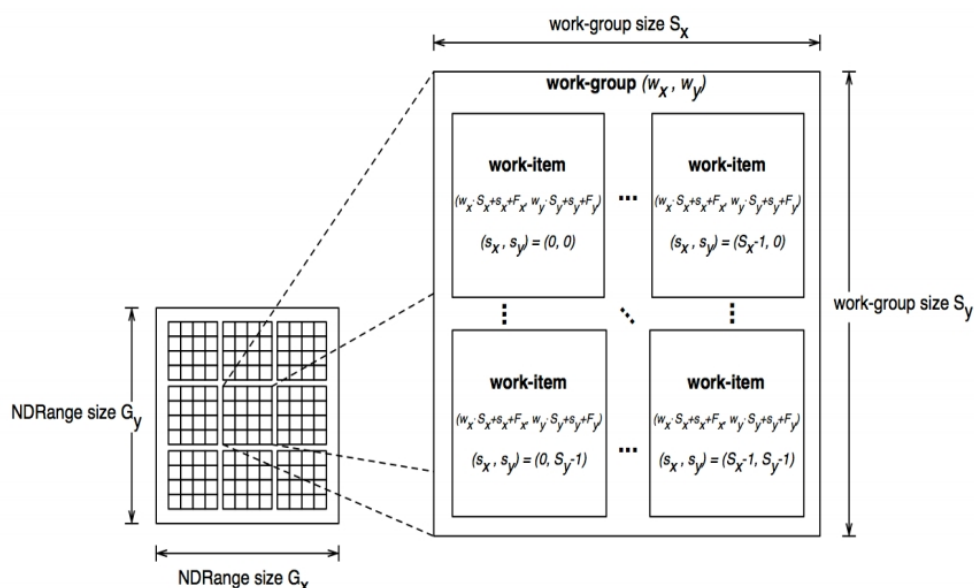 work-group size Sx
work-group (wx , wy)
work-item
work-item
(wx· Sx+sx+Fx, wy· Sy+sy+Fy)
...
(wx· Sx+sx+Fx, wy· Sy+sy+Fy)
(sx , sy) = (0, 0)
(sx , sy) = (Sx-1, 0)
work-group size Sy
work-item
work-item
NDRange size Gy
(wx· Sx+sx+Fx, wy· Sy+sy+Fy)
...
(wx· Sx+sx+Fx, wy· Sy+sy+Fy)
(sx , sy) = (0, Sy-1)
(sx , sy) = (Sx-1, Sy-1)
NDRange size Gx